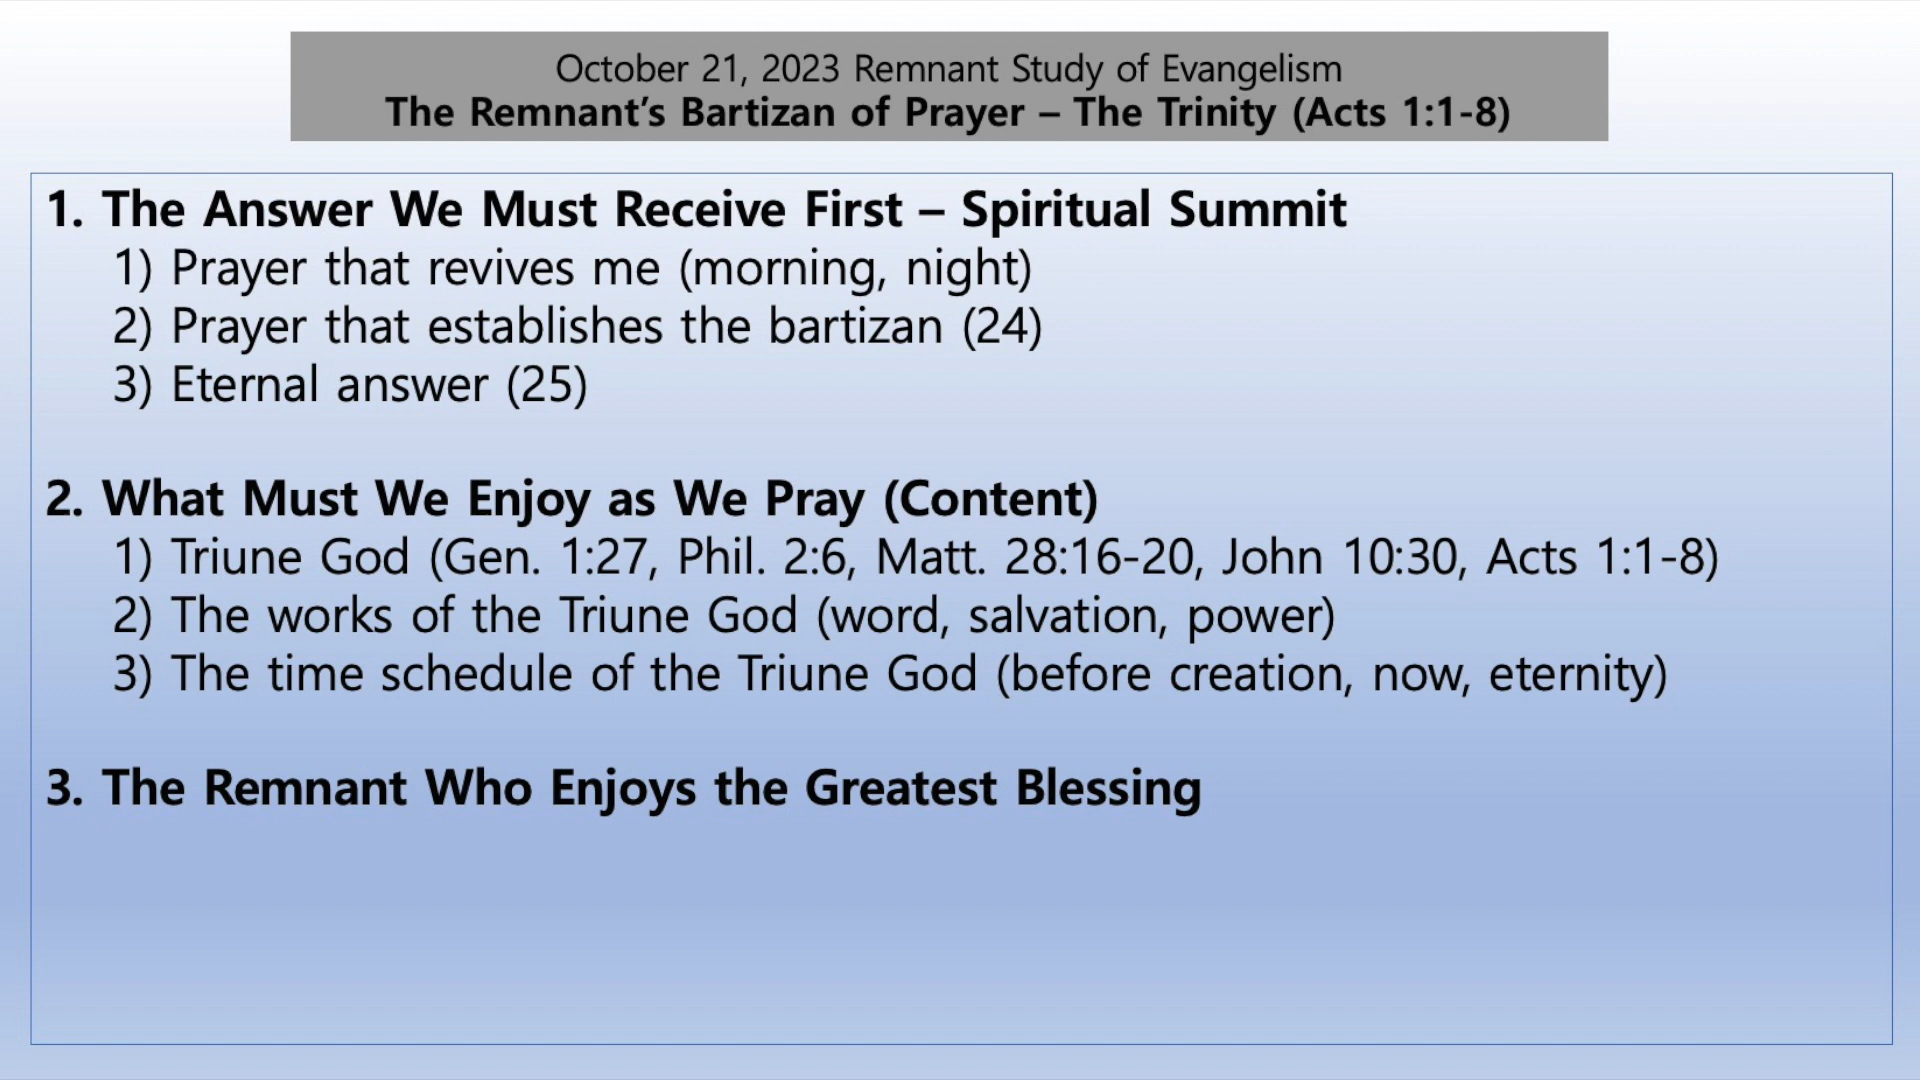 October 21, 2023 Remnant Study of Evangelism
The Remnant’s Bartizan of Prayer – The Trinity (Acts 1:1-8)
1. The Answer We Must Receive First – Spiritual Summit
1) Prayer that revives me (morning, night)
2) Prayer that establishes the bartizan (24)
3) Eternal answer (25)
2. What Must We Enjoy as We Pray (Content)
1) Triune God (Gen. 1:27, Phil. 2:6, Matt. 28:16-20, John 10:30, Acts 1:1-8)
2) The works of the Triune God (word, salvation, power)
3) The time schedule of the Triune God (before creation, now, eternity)
3. The Remnant Who Enjoys the Greatest Blessing